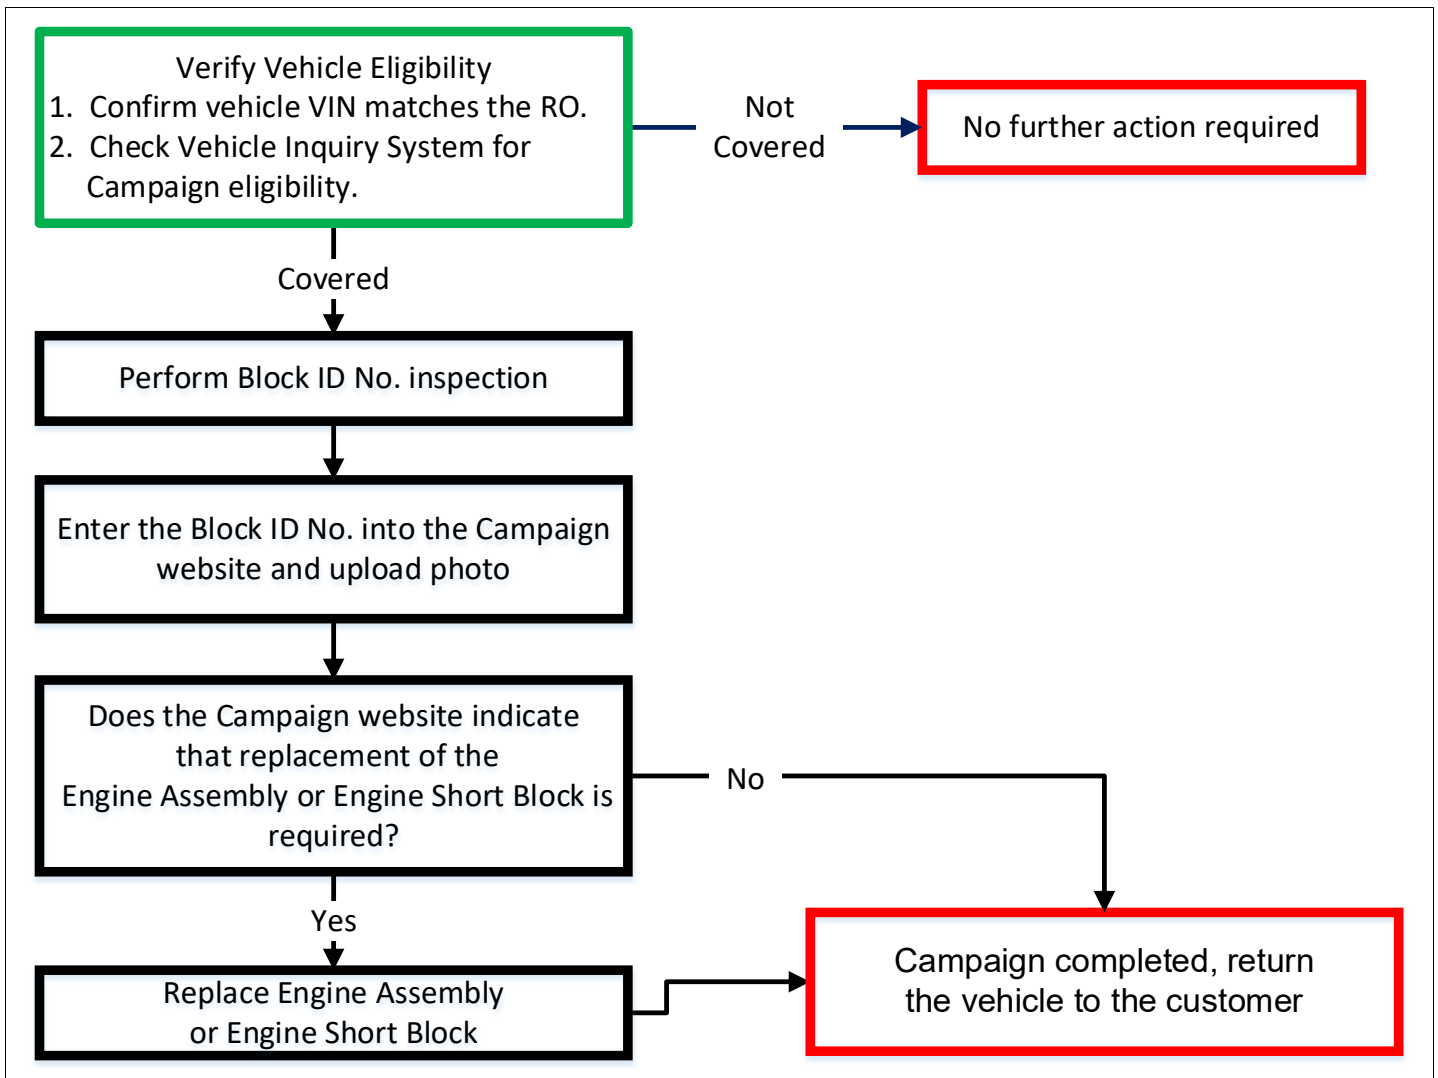 Verify Vehicle Eligibility
1. Confirm vehicle VIN matches the RO.
2. Check Vehicle Inquiry System for
Campaign eligibility.
Not
Covered
No further action required
Covered
Perform Block ID No. inspection
Enter the Block ID No. into the Campaign
website and upload photo
Does the Campaign website indicate
that replacement of the
Engine Assembly or Engine Short Block is
required?
No
Yes
Replace Engine Assembly
or Engine Short Block
Campaign completed, return
the vehicle to the customer